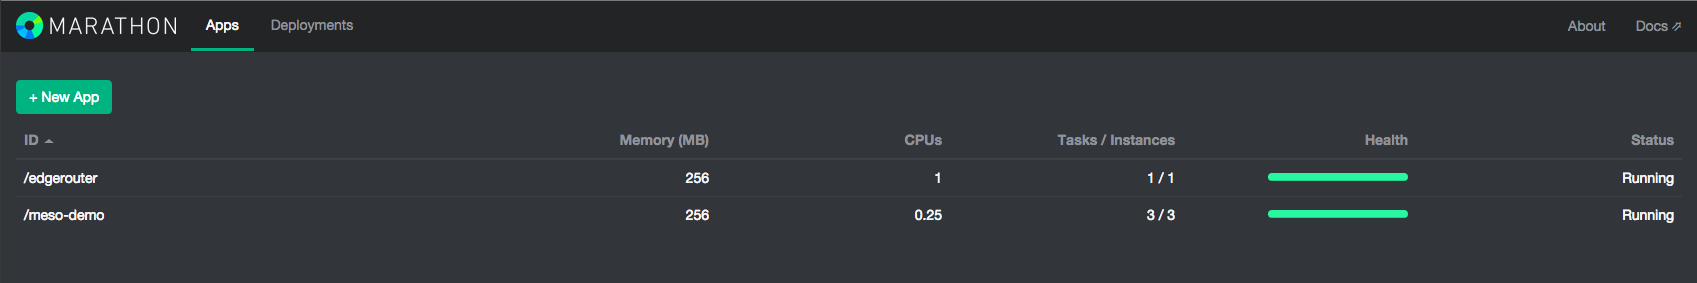 MARATHON Apps Deployments About Docs ⇗
+ New App
ID Memory (MB) CPUs Tasks / Instances Health Status
/edgerouter 256 1 1 / 1 Running
/meso-demo 256 0.25 3 / 3 Running